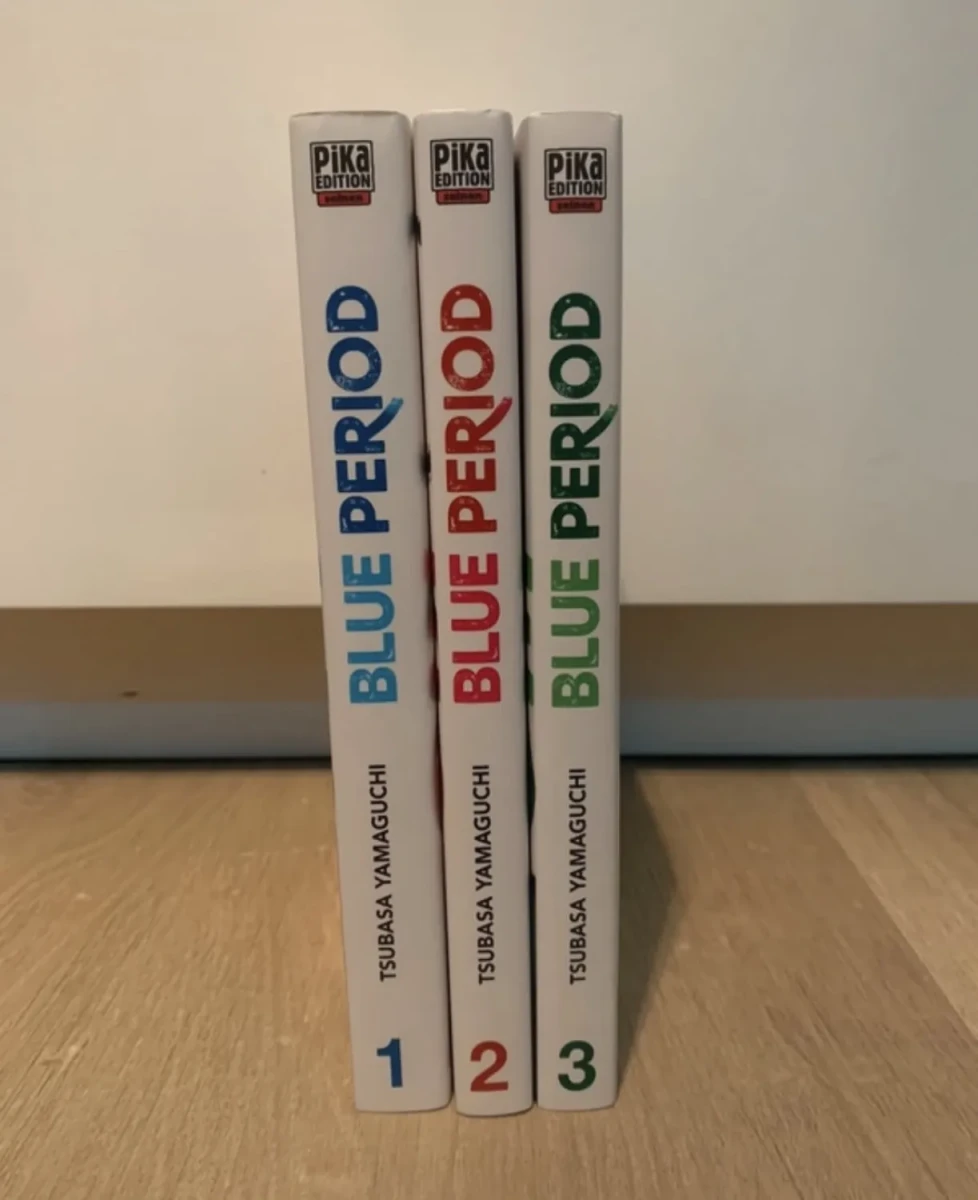 PiKa
EDITION
seinen
BLUE PERIOD
TSUBASA YAMAGUCHI
1
PiKa
EDITION
seinen
BLUE PERIOD
TSUBASA YAMAGUCHI
2
PiKa
EDITION
seinen
BLUE PERIOD
TSUBASA YAMAGUCHI
3